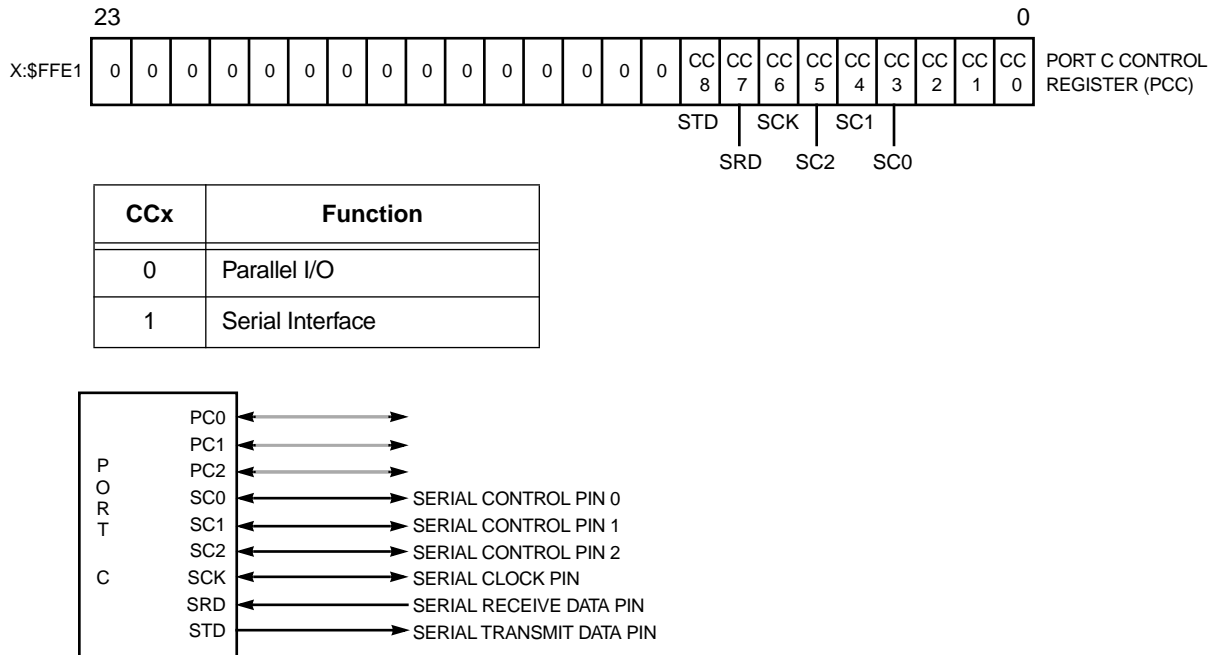 23 0
X:$FFE1 0 0 0 0 0 0 0 0 0 0 0 0 0 0 0 CC 8 CC 7 CC 6 CC 5 CC 4 CC 3 CC 2 CC 1 CC 0 PORT C CONTROL REGISTER (PCC)
STD SCK SC1
SRD SC2 SC0
CCx Function
0 Parallel I/O
1 Serial Interface
PORT C
PC0
PC1
PC2
SC0 SERIAL CONTROL PIN 0
SC1 SERIAL CONTROL PIN 1
SC2 SERIAL CONTROL PIN 2
SCK SERIAL CLOCK PIN
SRD SERIAL RECEIVE DATA PIN
STD SERIAL TRANSMIT DATA PIN